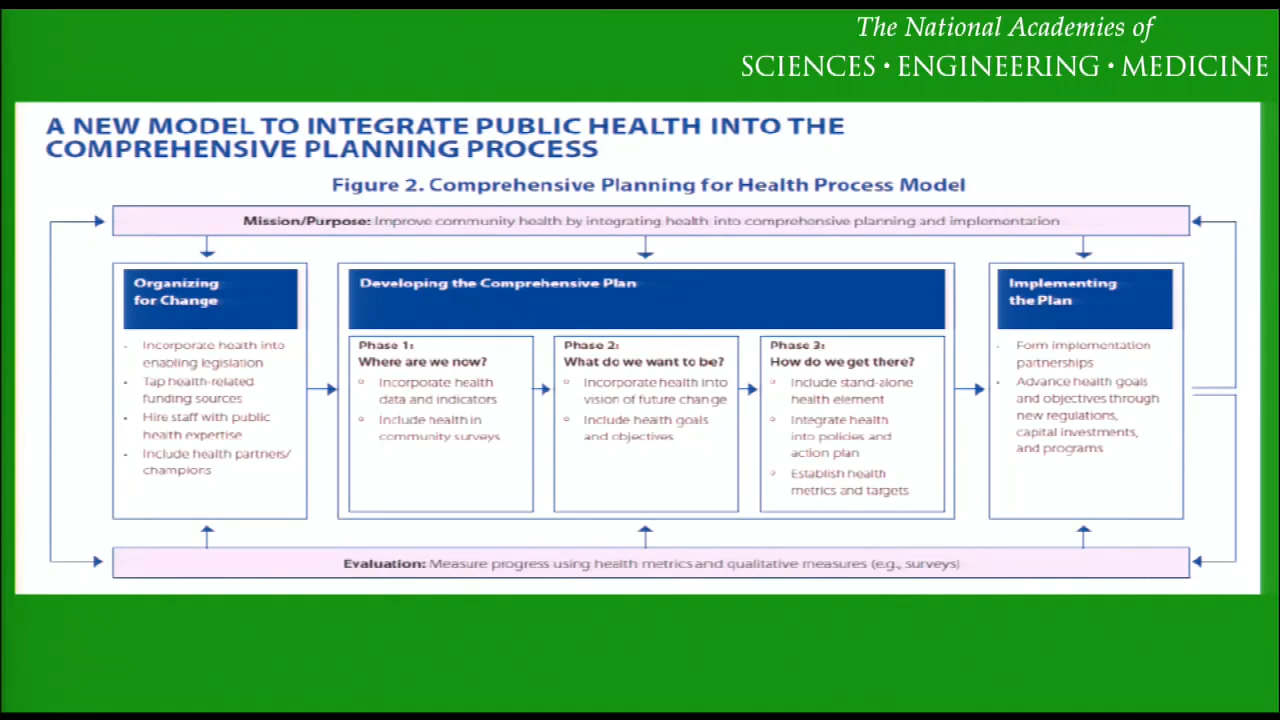 The National Academies of
SCIENCES · ENGINEERING · MEDICINE
A NEW MODEL TO INTEGRATE PUBLIC HEALTH INTO THE
COMPREHENSIVE PLANNING PROCESS
Figure 2. Comprehensive Planning for Health Process Model
Mission/Purpose: Improve community health by integrating health into comprehensive planning and implementation
Organizing
for Change
• Incorporate health into
enabling legislation
• Tap health-related
funding sources
• Hire staff with public
health expertise
• Include health partners/
champions
Developing the Comprehensive Plan
Phase 1:
Where are we now?
° Incorporate health
data and indicators
° Include health in
community surveys
Phase 2:
What do we want to be?
° Incorporate health into
vision of future change
° Include health goals
and objectives
Phase 3:
How do we get there?
° Include stand-alone
health element
° Integrate health
into policies and
action plan
° Establish health
metrics and targets
Implementing
the Plan
• Form implementation
partnerships
• Advance health goals
and objectives through
new regulations,
capital investments,
and programs
Evaluation: Measure progress using health metrics and qualitative measures (e.g., surveys)